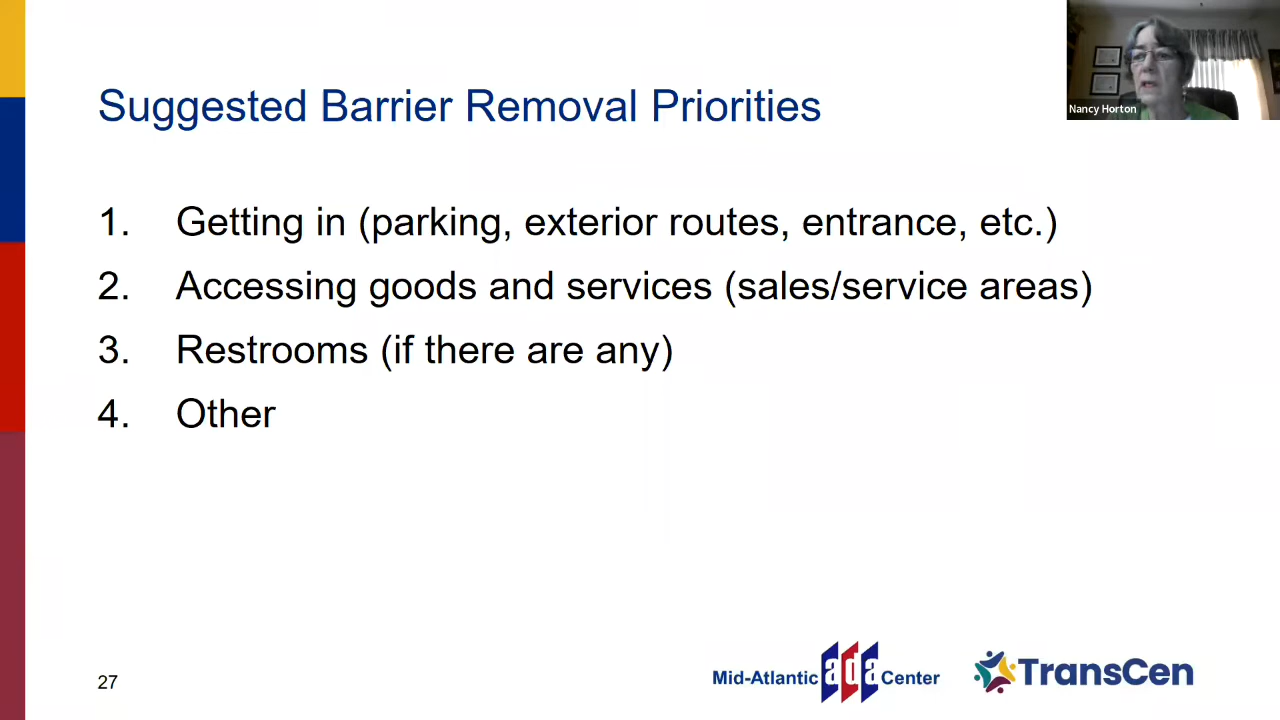 Suggested Barrier Removal Priorities
Nancy Horton
1. Getting in (parking, exterior routes, entrance, etc.)
2. Accessing goods and services (sales/service areas)
3. Restrooms (if there are any)
4. Other
27
Mid-Atlantic ada Center
TransCen